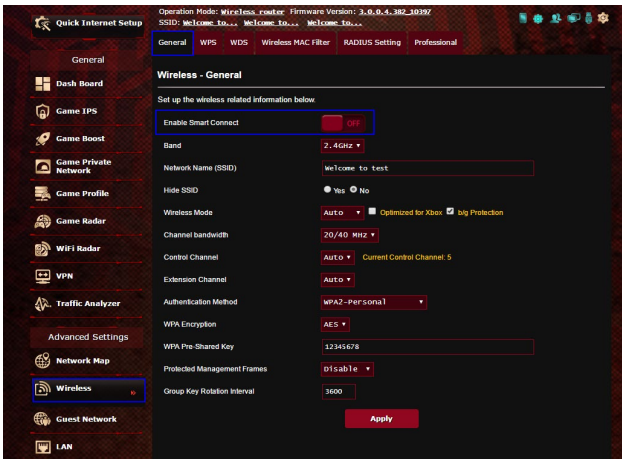 Quick Internet Setup
Operation Mode: Wireless router Firmware Version: 3.0.0.4.382_10397
SSID: Welcome to... Welcome to... Welcome to...
General WPS WDS Wireless MAC Filter RADIUS Setting Professional
General
Dash Board
Game IPS
Game Boost
Game Private
Network
Game Profile
Game Radar
WiFi Radar
VPN
Traffic Analyzer
Advanced Settings
Network Map
Wireless
Guest Network
LAN
Wireless - General
Set up the wireless related information below.
Enable Smart Connect OFF
Band 2.4GHz
Network Name (SSID) Welcome to test
Hide SSID Yes No
Wireless Mode Auto Optimized for Xbox b/g Protection
Channel bandwidth 20/40 MHz
Control Channel Auto Current Control Channel: 5
Extension Channel Auto
Authentication Method WPA2-Personal
WPA Encryption AES
WPA Pre-Shared Key 12345678
Protected Management Frames Disable
Group Key Rotation Interval 3600
Apply